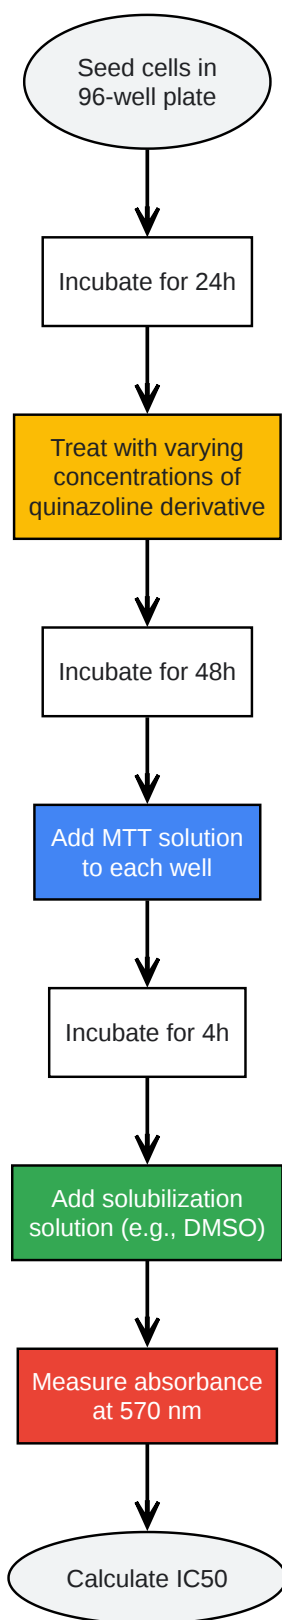 Seed cells in
96-well plate
Incubate for 24h
Treat with varying
concentrations of
quinazoline derivative
Incubate for 48h
Add MTT solution
to each well
Incubate for 4h
Add solubilization
solution (e.g., DMSO)
Measure absorbance
at 570 nm
Calculate IC50